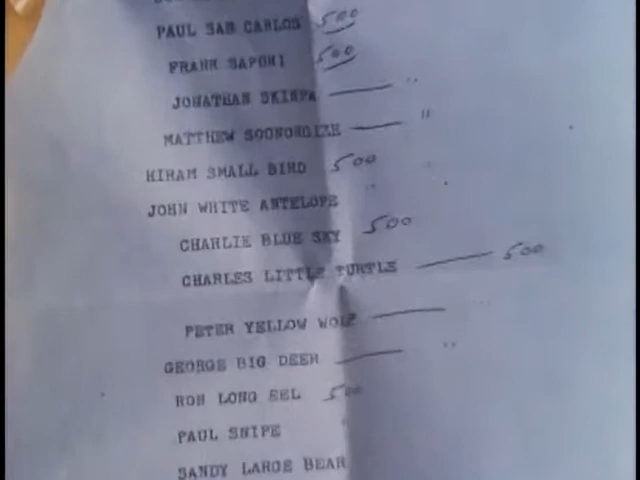 PAUL SAN CARLOS 500
FRANK SAPONI 500
JONATHAN SKINPA — "
MATTHEW — "
HIRAM SMALL BIRD 500
JOHN WHITE ANTELOPE "
CHARLIE BLUE SKY 500
CHARLES LITTLE TURTLE — 500
PETER YELLOW WOLF —
GEORGE BIG DEER — "
RON LONG EEL 500
PAUL SNIPE "
SANDY LARGE BEAR